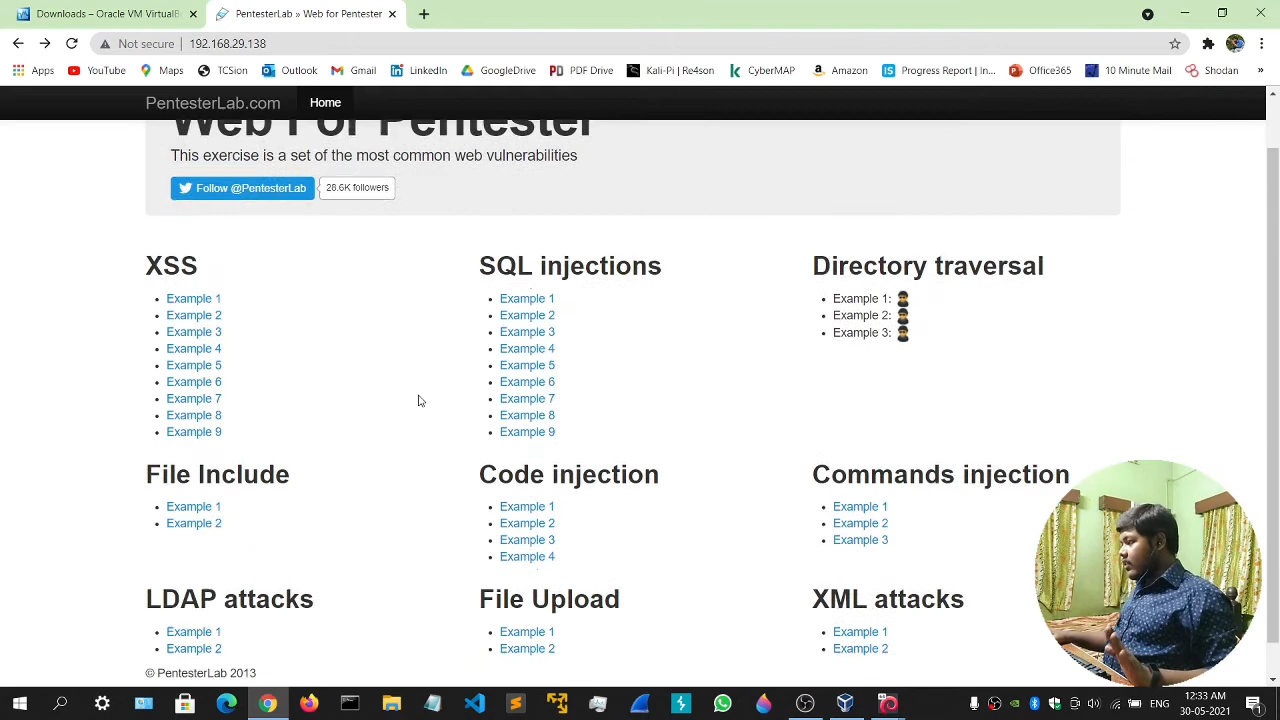 Downloads – Oracle VM VirtualB
PentesterLab » Web for Pentester
Not secure
192.168.29.138
Apps
YouTube
Maps
TCSion
Outlook
Gmail
LinkedIn
GoogleDrive
PDF Drive
Kali-Pi | Re4son
CyberMAP
Amazon
Progress Report | In...
Office365
10 Minute Mail
Shodan
»
PentesterLab.com
Home
Web For Pentester
This exercise is a set of the most common web vulnerabilities
Follow @PentesterLab
28.6K followers
XSS
Example 1
Example 2
Example 3
Example 4
Example 5
Example 6
Example 7
Example 8
Example 9
SQL injections
Example 1
Example 2
Example 3
Example 4
Example 5
Example 6
Example 7
Example 8
Example 9
Directory traversal
Example 1:
Example 2:
Example 3:
File Include
Example 1
Example 2
Code injection
Example 1
Example 2
Example 3
Example 4
Commands injection
Example 1
Example 2
Example 3
LDAP attacks
Example 1
Example 2
File Upload
Example 1
Example 2
XML attacks
Example 1
Example 2
© PentesterLab 2013
ENG
12:33 AM
30-05-2021